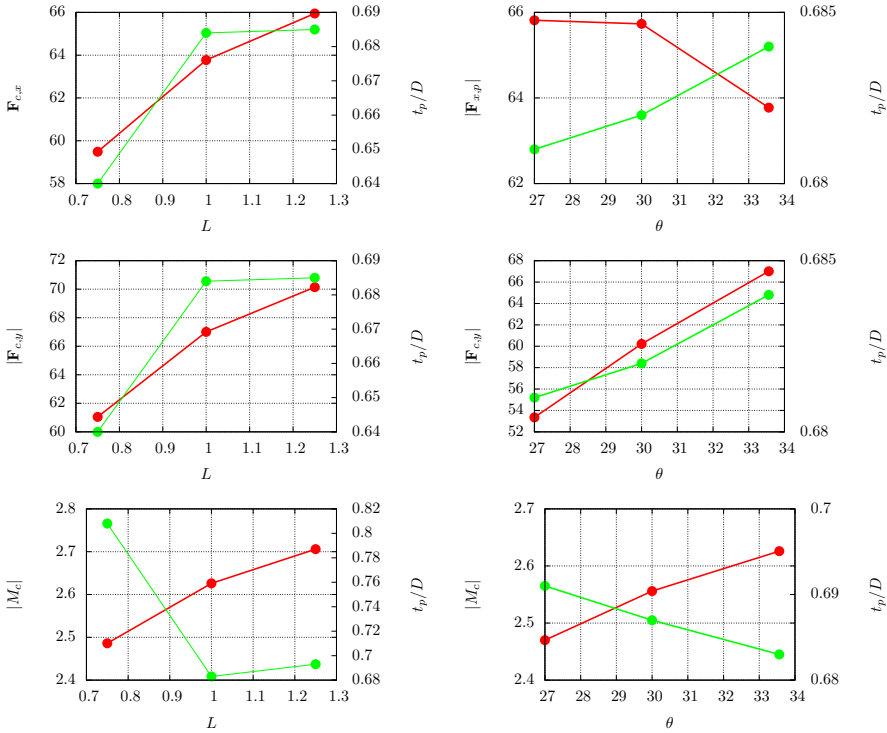 66
64
62
60
58
F_{c,x}
0.69
0.68
0.67
0.66
0.65
0.64
t_p/D
0.7 0.8 0.9 1 1.1 1.2 1.3
L
66
64
62
|F_{x,p}|
0.685
0.68
t_p/D
27 28 29 30 31 32 33 34
θ
72
70
68
66
64
62
60
|F_{c,y}|
0.69
0.68
0.67
0.66
0.65
0.64
t_p/D
0.7 0.8 0.9 1 1.1 1.2 1.3
L
68
66
64
62
60
58
56
54
52
|F_{c,y}|
0.685
0.68
t_p/D
27 28 29 30 31 32 33 34
θ
2.8
2.7
2.6
2.5
2.4
|M_c|
0.82
0.8
0.78
0.76
0.74
0.72
0.7
0.68
t_p/D
0.7 0.8 0.9 1 1.1 1.2 1.3
L
2.7
2.6
2.5
2.4
|M_c|
0.7
0.69
0.68
t_p/D
27 28 29 30 31 32 33 34
θ